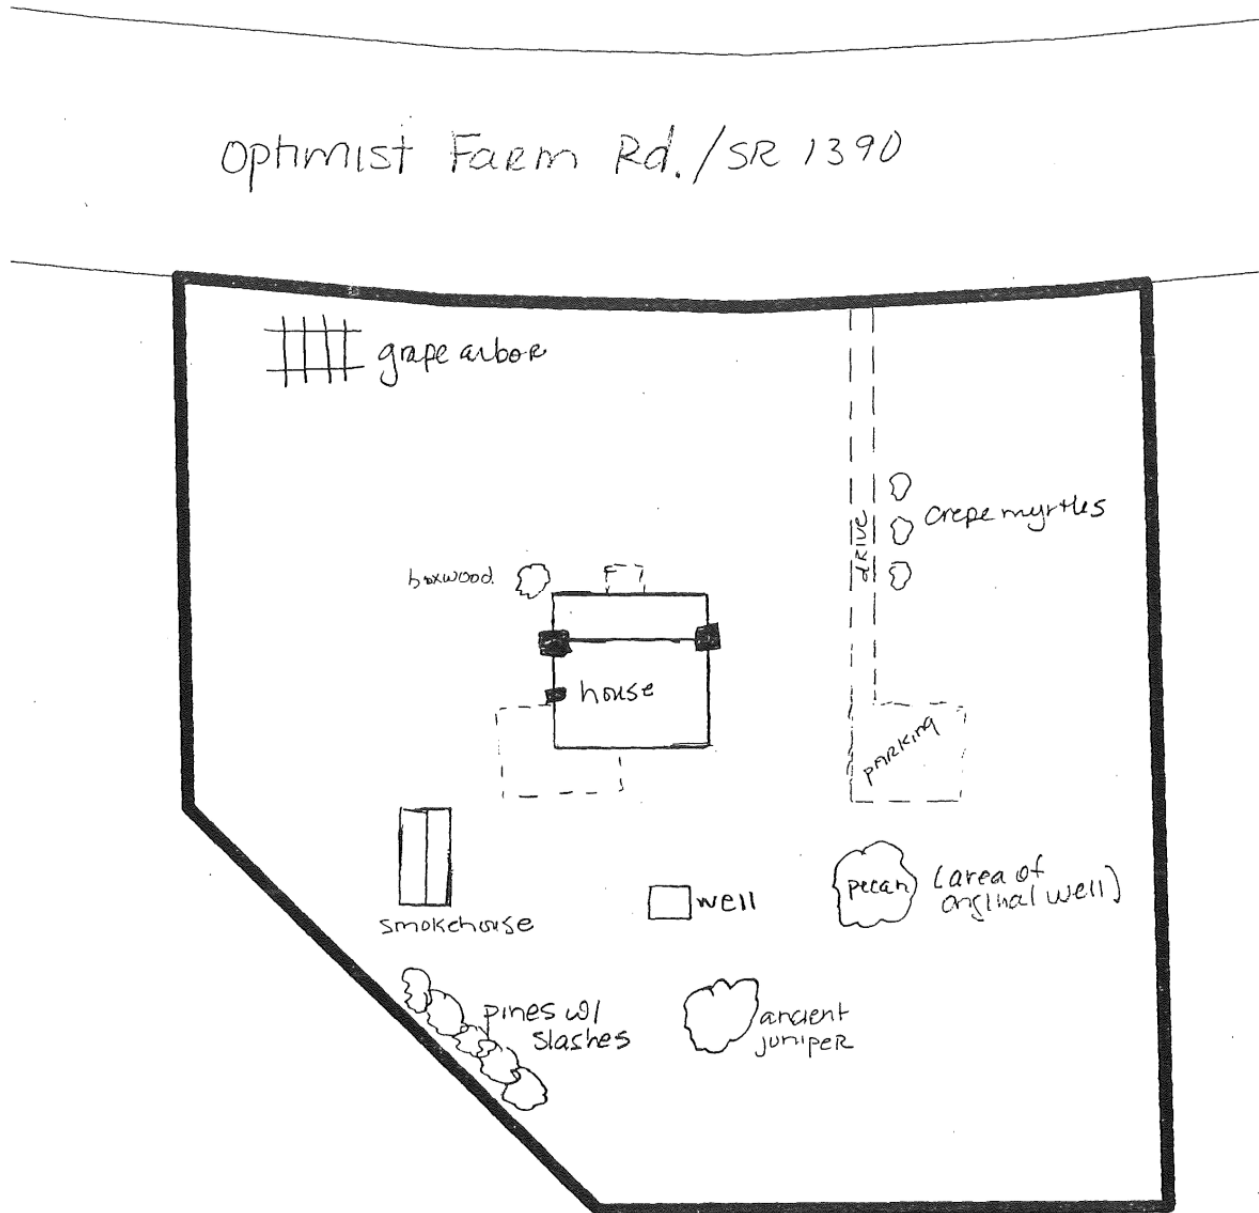 Optimist Farm Rd./SR 1390
grape arbor
crepe myrtles
drive
boxwood.
house
parking
pecan
(area of
original well)
well
smokehouse
pines w/
slashes
ancient
juniper